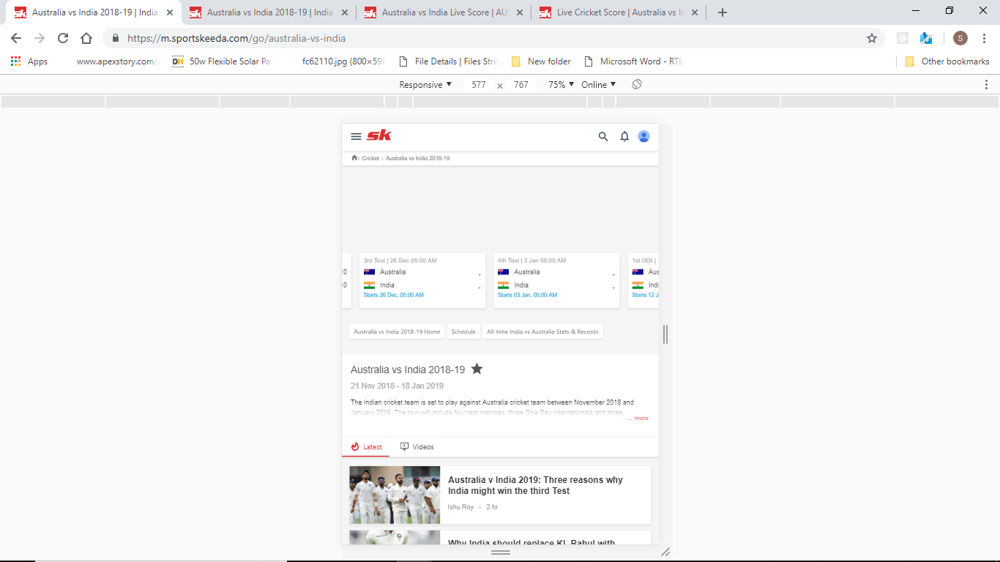 Australia vs India 2018-19 | India
Australia vs India 2018-19 | India
Australia vs India Live Score | AUS
Live Cricket Score | Australia vs In
https://m.sportskeeda.com/go/australia-vs-india
S
Apps
www.apexstory.com/
DH 50w Flexible Solar Pa
fc62110.jpg (800×598
File Details | Files Stre
New folder
Microsoft Word - RTE
Other bookmarks
Responsive 577 × 767 75% Online
sk
Cricket › Australia vs India 2018-19
3rd Test | 26 Dec 05:00 AM
Australia -
India -
Starts 26 Dec, 05:00 AM
4th Test | 3 Jan 05:00 AM
Australia -
India -
Starts 03 Jan, 05:00 AM
1st ODI |
Aus
Indi
Starts 12 J
Australia vs India 2018-19 Home
Schedule
All-time India vs Australia Stats & Records
Australia vs India 2018-19
21 Nov 2018 - 18 Jan 2019
The Indian cricket team is set to play against Australia cricket team between November 2018 and
January 2019. The tour will include four test matches, three One Day Internationals and three
... more
Latest
Videos
Australia v India 2019: Three reasons why
India might win the third Test
Ishu Roy - 2 hr
Why India should replace KL Rahul with